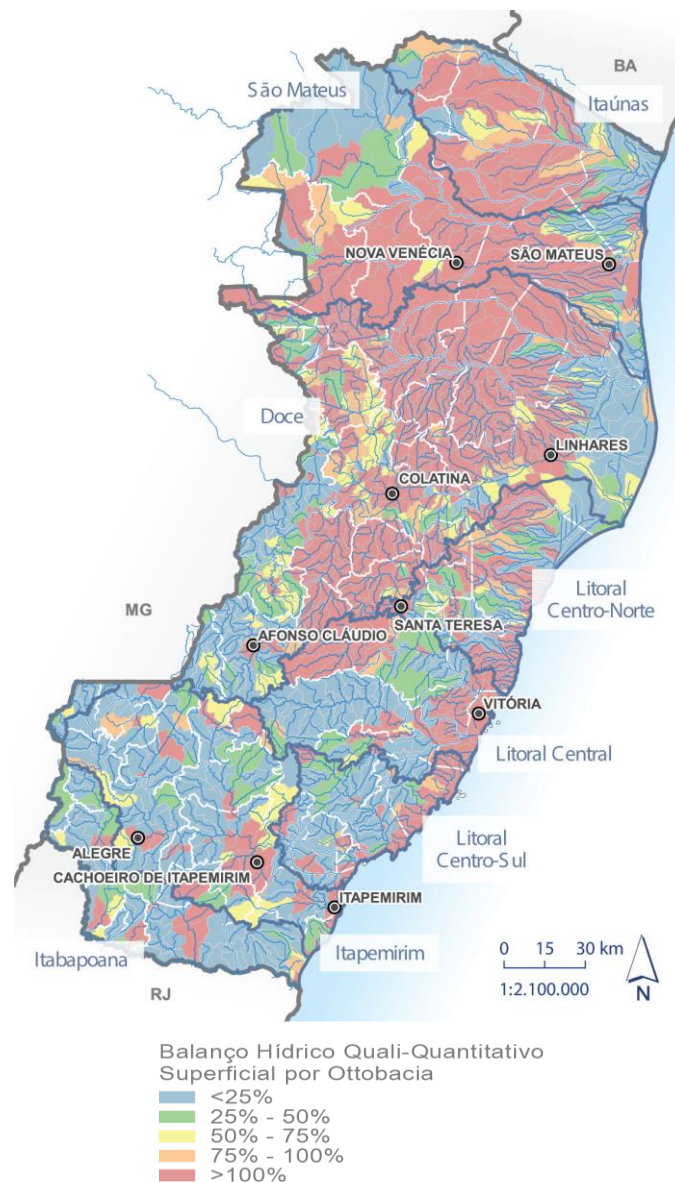 BA
São Mateus
Itaúnas
NOVA VENÉCIA
SÃO MATEUS
Doce
LINHARES
COLATINA
Litoral
Centro-Norte
MG
SANTA TERESA
AFONSO CLÁUDIO
VITÓRIA
Litoral Central
Litoral
Centro-Sul
ALEGRE
CACHOEIRO DE ITAPEMIRIM
ITAPEMIRIM
Itabapoana
Itapemirim
RJ
0 15 30 km
1:2.100.000
N
Balanço Hídrico Quali-Quantitativo
Superficial por Ottobacia
<25%
25% - 50%
50% - 75%
75% - 100%
>100%